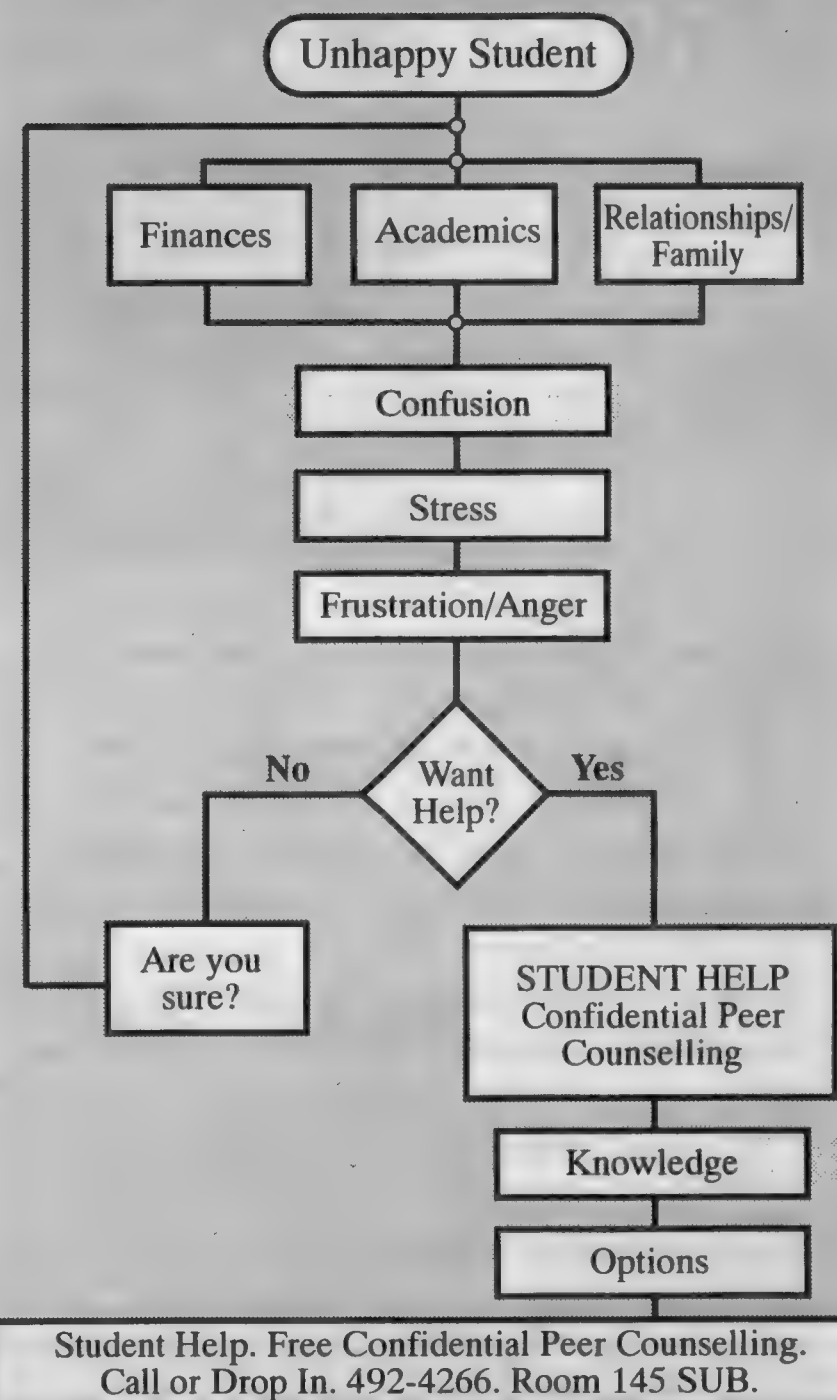 Unhappy Student
Finances
Academics
Relationships/
Family
Confusion
Stress
Frustration/Anger
No
Want
Help?
Yes
Are you
sure?
STUDENT HELP
Confidential Peer
Counselling
Knowledge
Options
Student Help. Free Confidential Peer Counselling.
Call or Drop In. 492-4266. Room 145 SUB.